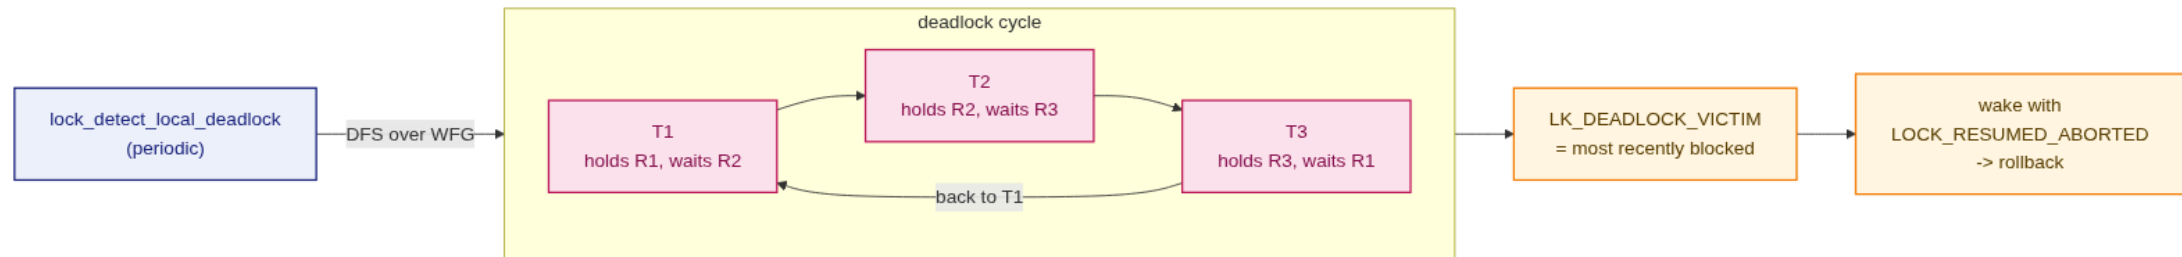 lock_detect_local_deadlock
(periodic)
DFS over WFG
deadlock cycle
T1
holds R1, waits R2
T2
holds R2, waits R3
T3
holds R3, waits R1
back to T1
LK_DEADLOCK_VICTIM
= most recently blocked
wake with
LOCK_RESUMED_ABORTED
-> rollback